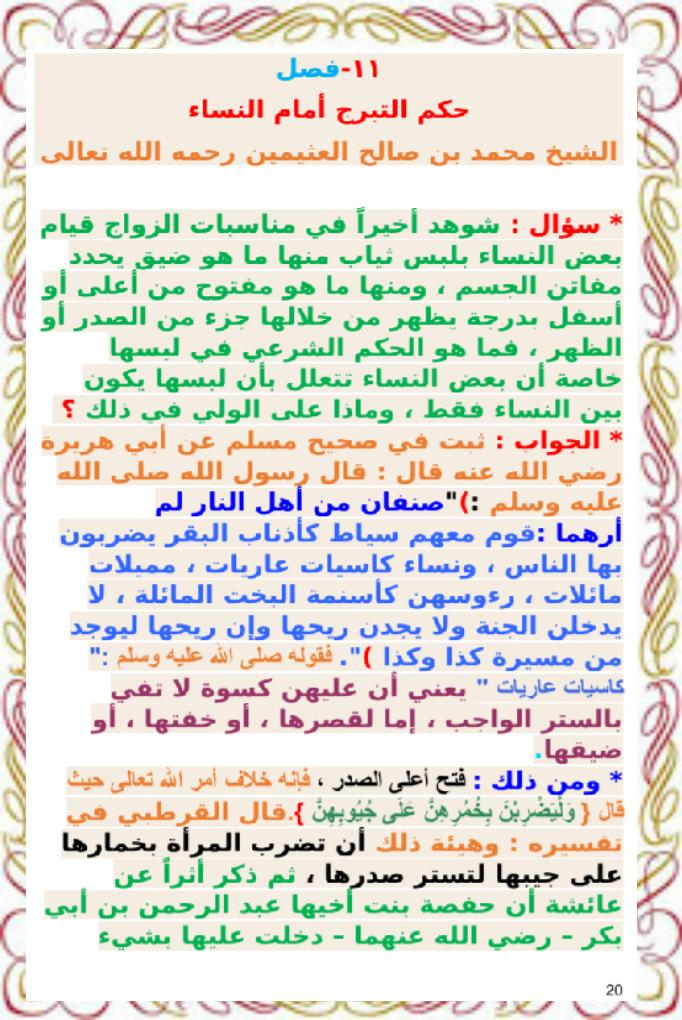 ١١-فصل
حكم التبرج أمام النساء
الشيخ محمد بن صالح العثيمين رحمه الله تعالى
* سؤال : شوهد أخيراً في مناسبات الزواج قيام
بعض النساء بلبس ثياب منها ما هو ضيق يحدد
مفاتن الجسم ، ومنها ما هو مفتوح من أعلى أو
أسفل بدرجة يظهر من خلالها جزء من الصدر أو
الظهر ، فما هو الحكم الشرعي في لبسها
خاصة أن بعض النساء تتعلل بأن لبسها يكون
بين النساء فقط ، وماذا على الولي في ذلك ؟
* الجواب : ثبت في صحيح مسلم عن أبي هريرة
رضي الله عنه قال : قال رسول الله صلى الله
عليه وسلم :)"صنفان من أهل النار لم
أرهما :قوم معهم سياط كأذناب البقر يضربون
بها الناس ، ونساء كاسيات عاريات ، مميلات
مائلات ، رءوسهن كأسنمة البخت المائلة ، لا
يدخلن الجنة ولا يجدن ريحها وإن ريحها ليوجد
من مسيرة كذا وكذا )". فقوله صلى الله عليه وسلم :"
كاسيات عاريات " يعني أن عليهن كسوة لا تفي
بالستر الواجب ، إما لقصرها ، أو خفتها ، أو
ضيقها.
* ومن ذلك : فتح أعلى الصدر ، فإنه خلاف أمر الله تعالى حيث
قال { وَلْيَضْرِبْنَ بِخُمُرِهِنَّ عَلَى جُيُوبِهِنَّ }.قال القرطبي في
تفسيره : وهيئة ذلك أن تضرب المرأة بخمارها
على جيبها لتستر صدرها ، ثم ذكر أثراً عن
عائشة أن حفصة بنت أخيها عبد الرحمن بن أبي
بكر – رضي الله عنهما – دخلت عليها بشيء
20